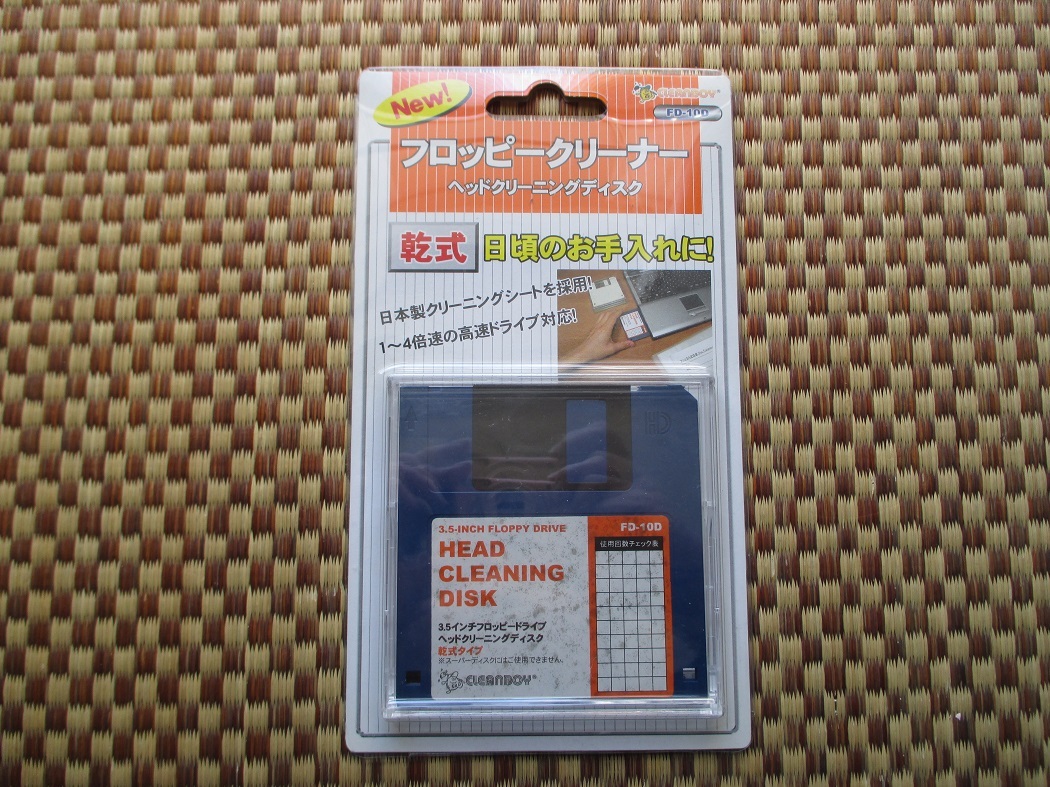 New!
CLEANBOY®
FD-10D
フロッピークリーナー
ヘッドクリーニングディスク
乾式 日頃のお手入れに!
日本製クリーニングシートを採用!
1〜4倍速の高速ドライブ対応!
HD
3.5-INCH FLOPPY DRIVE
HEAD
CLEANING
DISK
3.5インチフロッピードライブ
ヘッドクリーニングディスク
乾式タイプ
※スーパーディスクにはご使用できません。
CLEANBOY®
FD-10D
使用回数チェック表